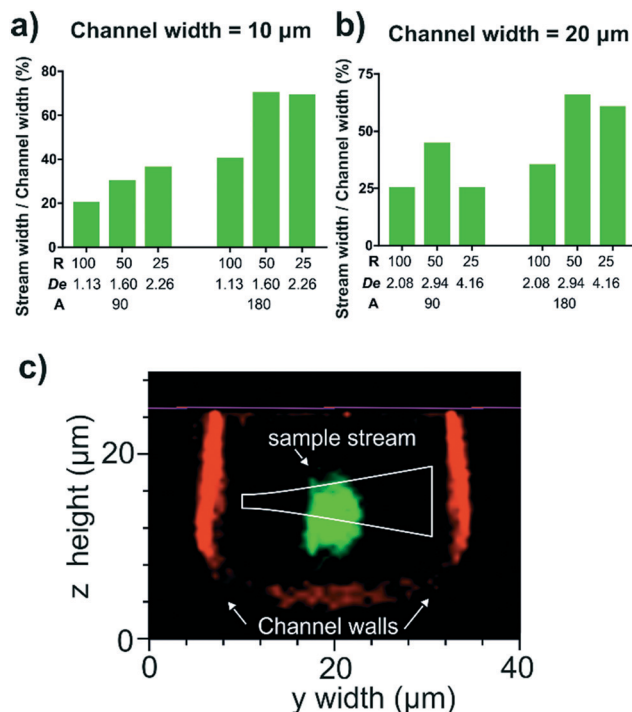 a) Channel width = 10 µm
Stream width / Channel width (%)
80
60
40
20
0
R 100 50 25 100 50 25
De 1.13 1.60 2.26 1.13 1.60 2.26
A 90 180
b) Channel width = 20 µm
Stream width / Channel width (%)
75
50
25
0
R 100 50 25 100 50 25
De 2.08 2.94 4.16 2.08 2.94 4.16
A 90 180
c)
z height (µm)
20
0
sample stream
Channel walls
0 20 40
y width (µm)